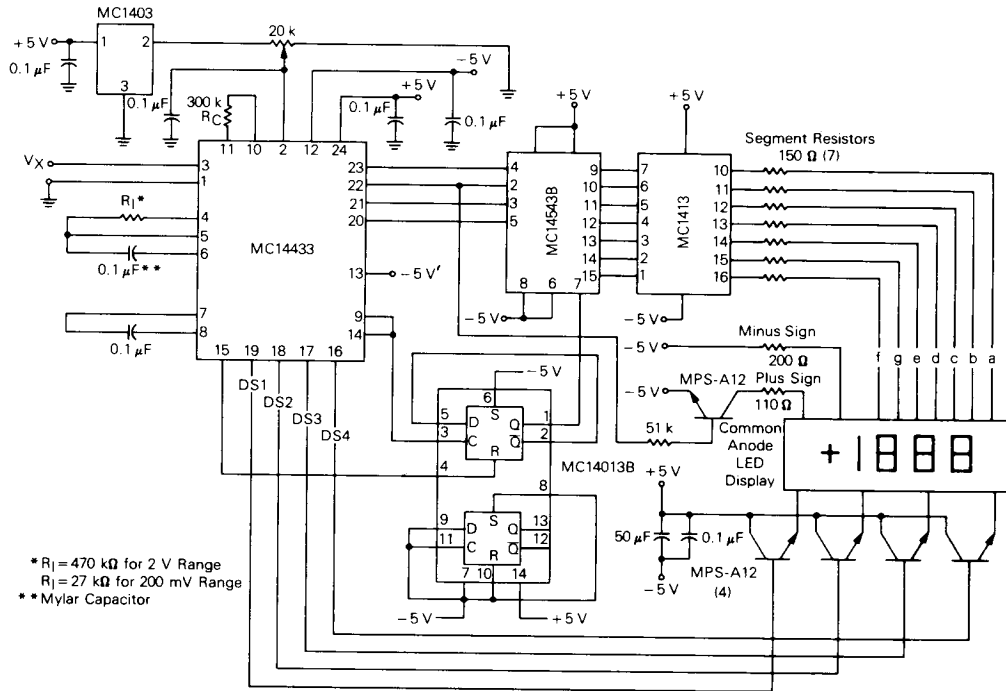 MC1403
+5 V
1
2
3
0.1 μF
20 k
−5 V
+5 V
0.1 μF
0.1 μF
0.1 μF
300 k
RC
11
10
2
12
24
VX
3
1
RI*
4
5
6
0.1 μF**
7
8
0.1 μF
MC14433
23
22
21
20
13
−5 V'
9
14
15
19
18
17
16
DS1
DS2
DS3
DS4
+5 V
4
2
3
5
MC14543B
9
10
11
12
13
14
15
8
6
7
−5 V
+5 V
7
6
5
4
3
2
1
MC1413
10
11
12
13
14
15
16
−5 V
Segment Resistors
150 Ω (7)
f
g
e
d
c
b
a
Minus Sign
−5 V
200 Ω
MPS-A12
Plus Sign
−5 V
110 Ω
51 k
Common
Anode
LED
Display
+1888
−5 V
6
5
D
S
Q
1
3
C
Q
2
R
4
MC14013B
8
9
D
S
Q
13
11
C
Q
12
R
7
10
14
−5 V
+5 V
+5 V
50 μF
0.1 μF
−5 V
MPS-A12
(4)
*RI = 470 kΩ for 2 V Range
RI = 27 kΩ for 200 mV Range
**Mylar Capacitor